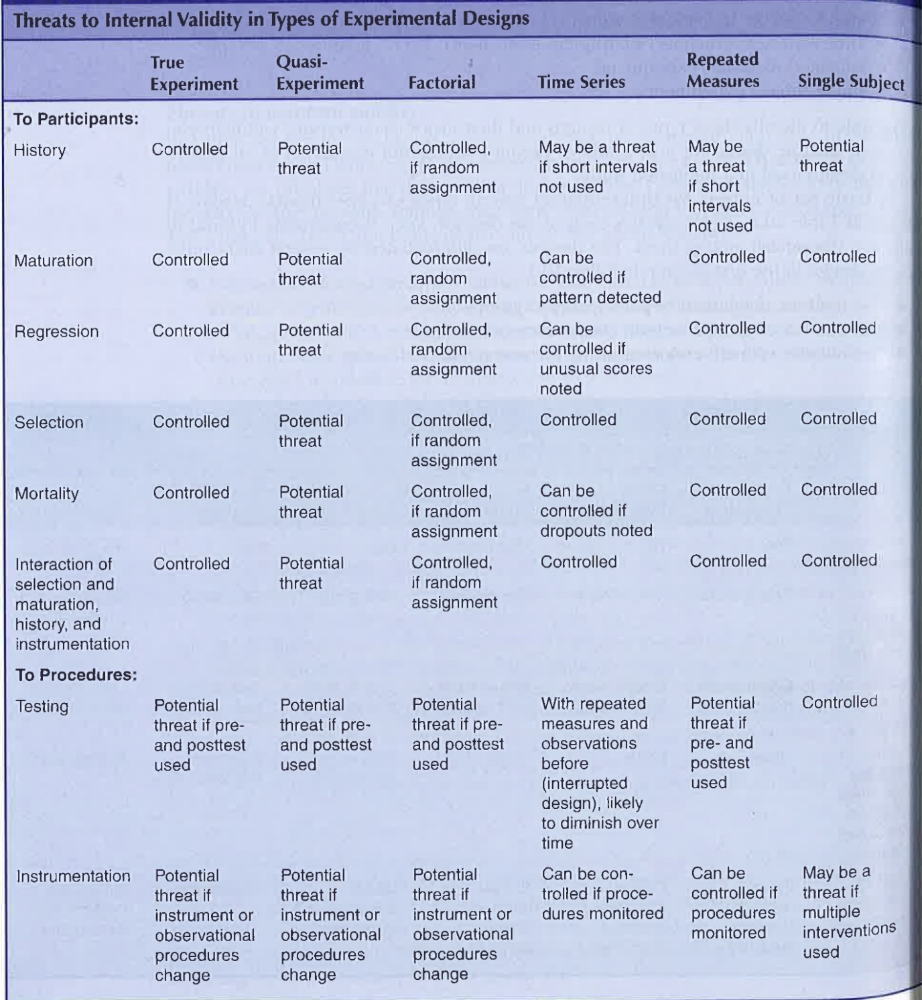 Threats to Internal Validity in Types of Experimental Designs
True Experiment	Quasi-Experiment	Factorial	Time Series	Repeated Measures	Single Subject
To Participants:
History	Controlled	Potential threat	Controlled, if random assignment	May be a threat if short intervals not used	May be a threat if short intervals not used	Potential threat
Maturation	Controlled	Potential threat	Controlled, random assignment	Can be controlled if pattern detected	Controlled	Controlled
Regression	Controlled	Potential threat	Controlled, random assignment	Can be controlled if unusual scores noted	Controlled	Controlled
Selection	Controlled	Potential threat	Controlled, if random assignment	Controlled	Controlled	Controlled
Mortality	Controlled	Potential threat	Controlled, if random assignment	Can be controlled if dropouts noted	Controlled	Controlled
Interaction of selection and maturation, history, and instrumentation	Controlled	Potential threat	Controlled, if random assignment	Controlled	Controlled	Controlled
To Procedures:
Testing	Potential threat if pre- and posttest used	Potential threat if pre- and posttest used	Potential threat if pre- and posttest used	With repeated measures and observations before (interrupted design), likely to diminish over time	Potential threat if pre- and posttest used	Controlled
Instrumentation	Potential threat if instrument or observational procedures change	Potential threat if instrument or observational procedures change	Potential threat if instrument or observational procedures change	Can be con-trolled if proce-dures monitored	Can be controlled if procedures monitored	May be a threat if multiple interventions used